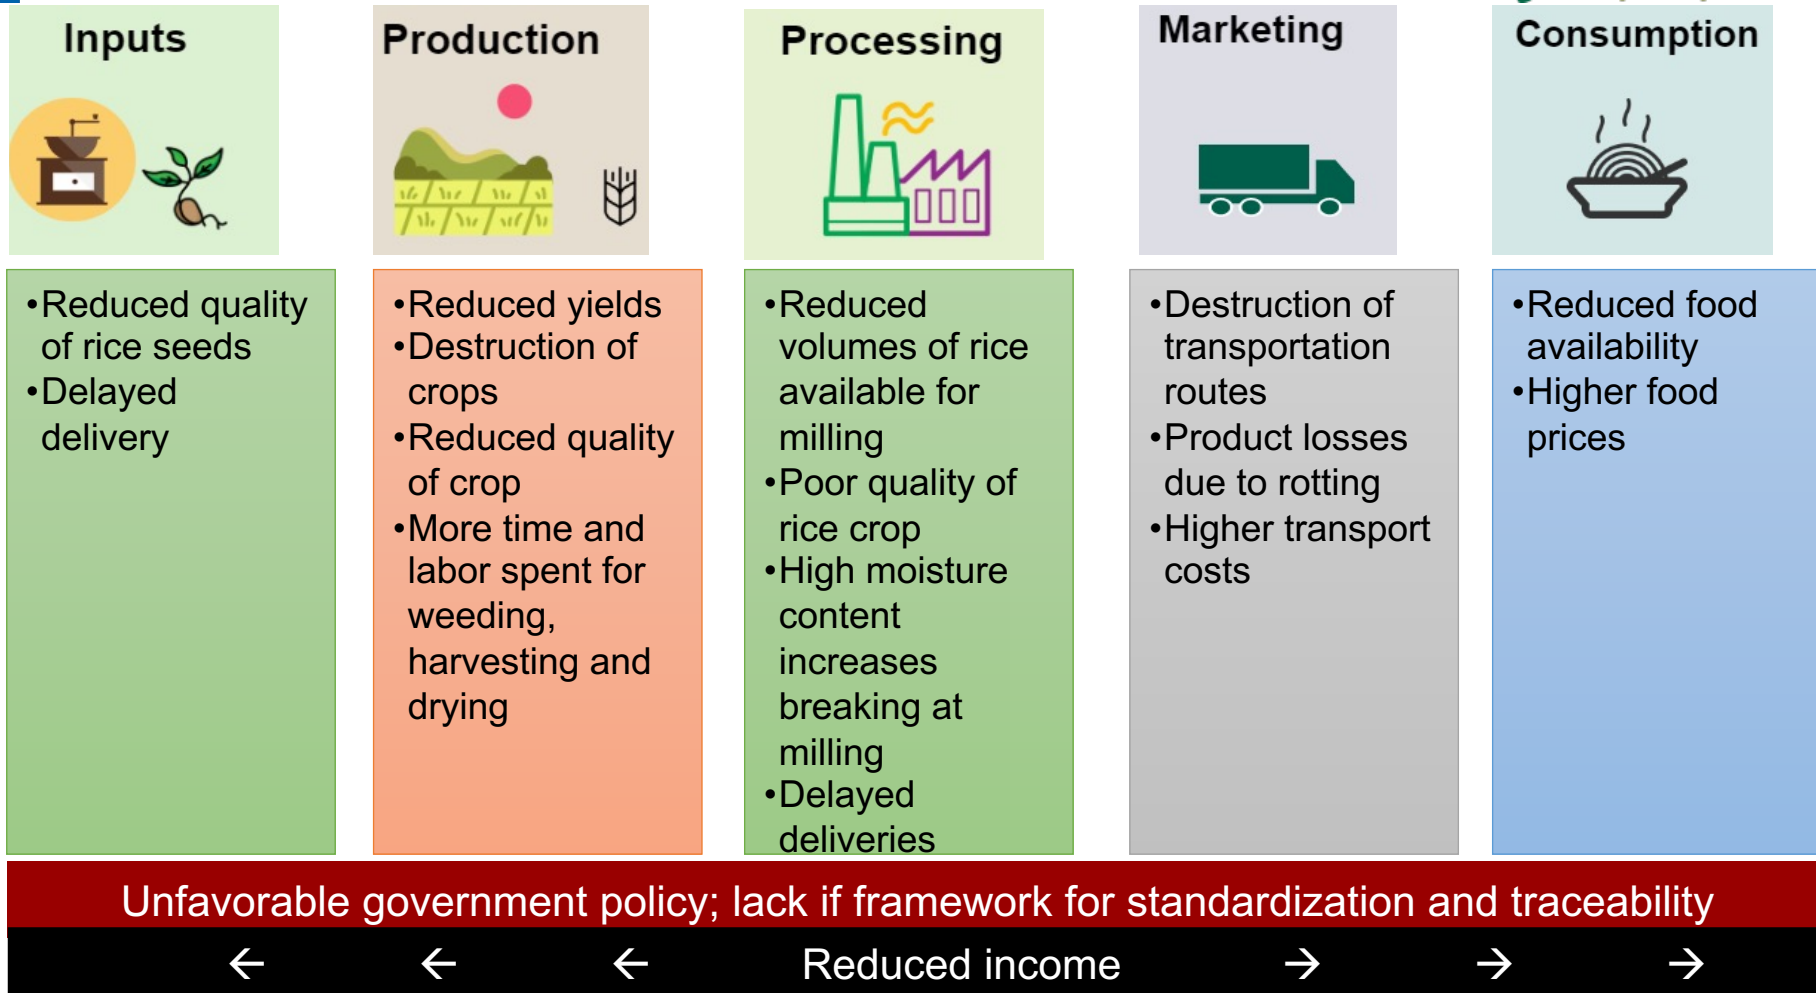 Inputs
Production
Processing
Marketing
Consumption
•Reduced quality
of rice seeds
•Delayed
delivery
•Reduced yields
•Destruction of
crops
•Reduced quality
of crop
•More time and
labor spent for
weeding,
harvesting and
drying
•Reduced
volumes of rice
available for
milling
•Poor quality of
rice crop
•High moisture
content
increases
breaking at
milling
•Delayed
deliveries
•Destruction of
transportation
routes
•Product losses
due to rotting
•Higher transport
costs
•Reduced food
availability
•Higher food
prices
Unfavorable government policy; lack if framework for standardization and traceability
← ← ← Reduced income → → →